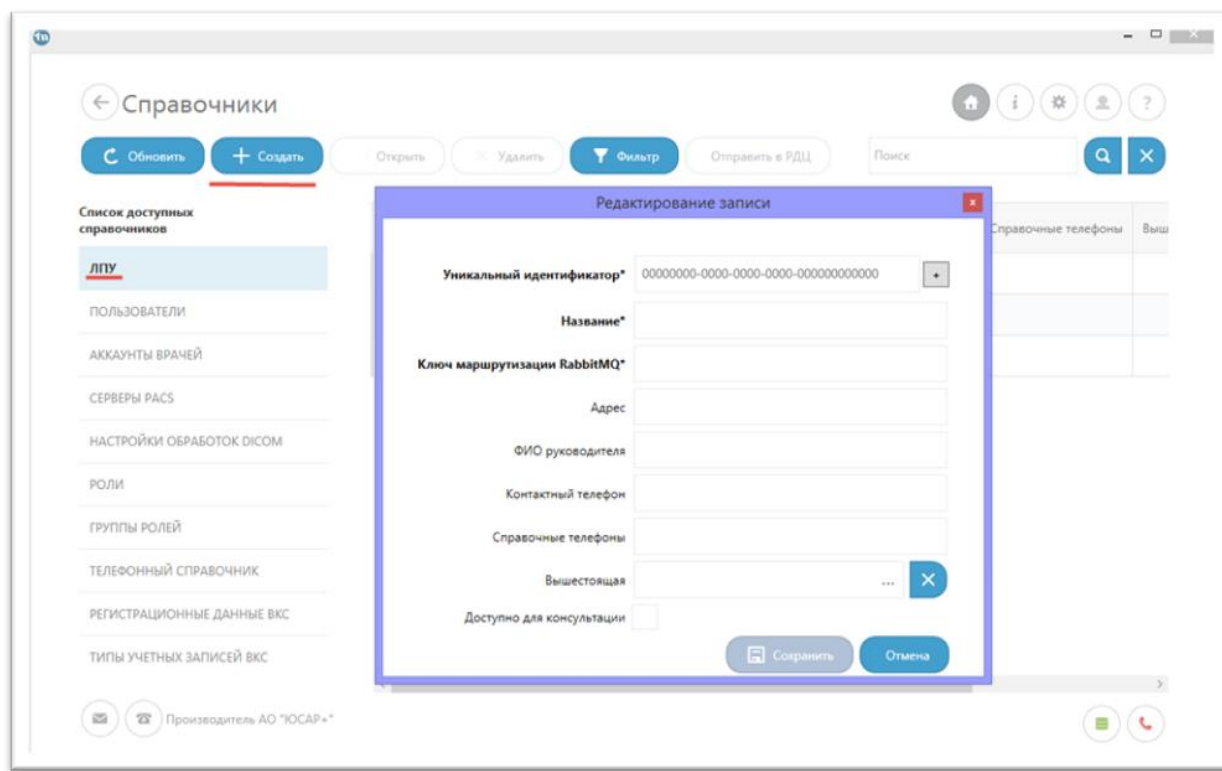 Справочники
Обновить
Создать
Открыть
Удалить
Фильтр
Отправить в РДЦ
Поиск
Список доступных
справочников
ЛПУ
ПОЛЬЗОВАТЕЛИ
АККАУНТЫ ВРАЧЕЙ
СЕРВЕРЫ PACS
НАСТРОЙКИ ОБРАБОТОК DICOM
РОЛИ
ГРУППЫ РОЛЕЙ
ТЕЛЕФОННЫЙ СПРАВОЧНИК
РЕГИСТРАЦИОННЫЕ ДАННЫЕ ВКС
ТИПЫ УЧЕТНЫХ ЗАПИСЕЙ ВКС
Редактирование записи
Справочные телефоны
Выш
Уникальный идентификатор*
00000000-0000-0000-0000-000000000000
Название*
Ключ маршрутизации RabbitMQ*
Адрес
ФИО руководителя
Контактный телефон
Справочные телефоны
Вышестоящая
...
Доступно для консультации
Сохранить
Отмена
Производитель АО "ЮСАР+"